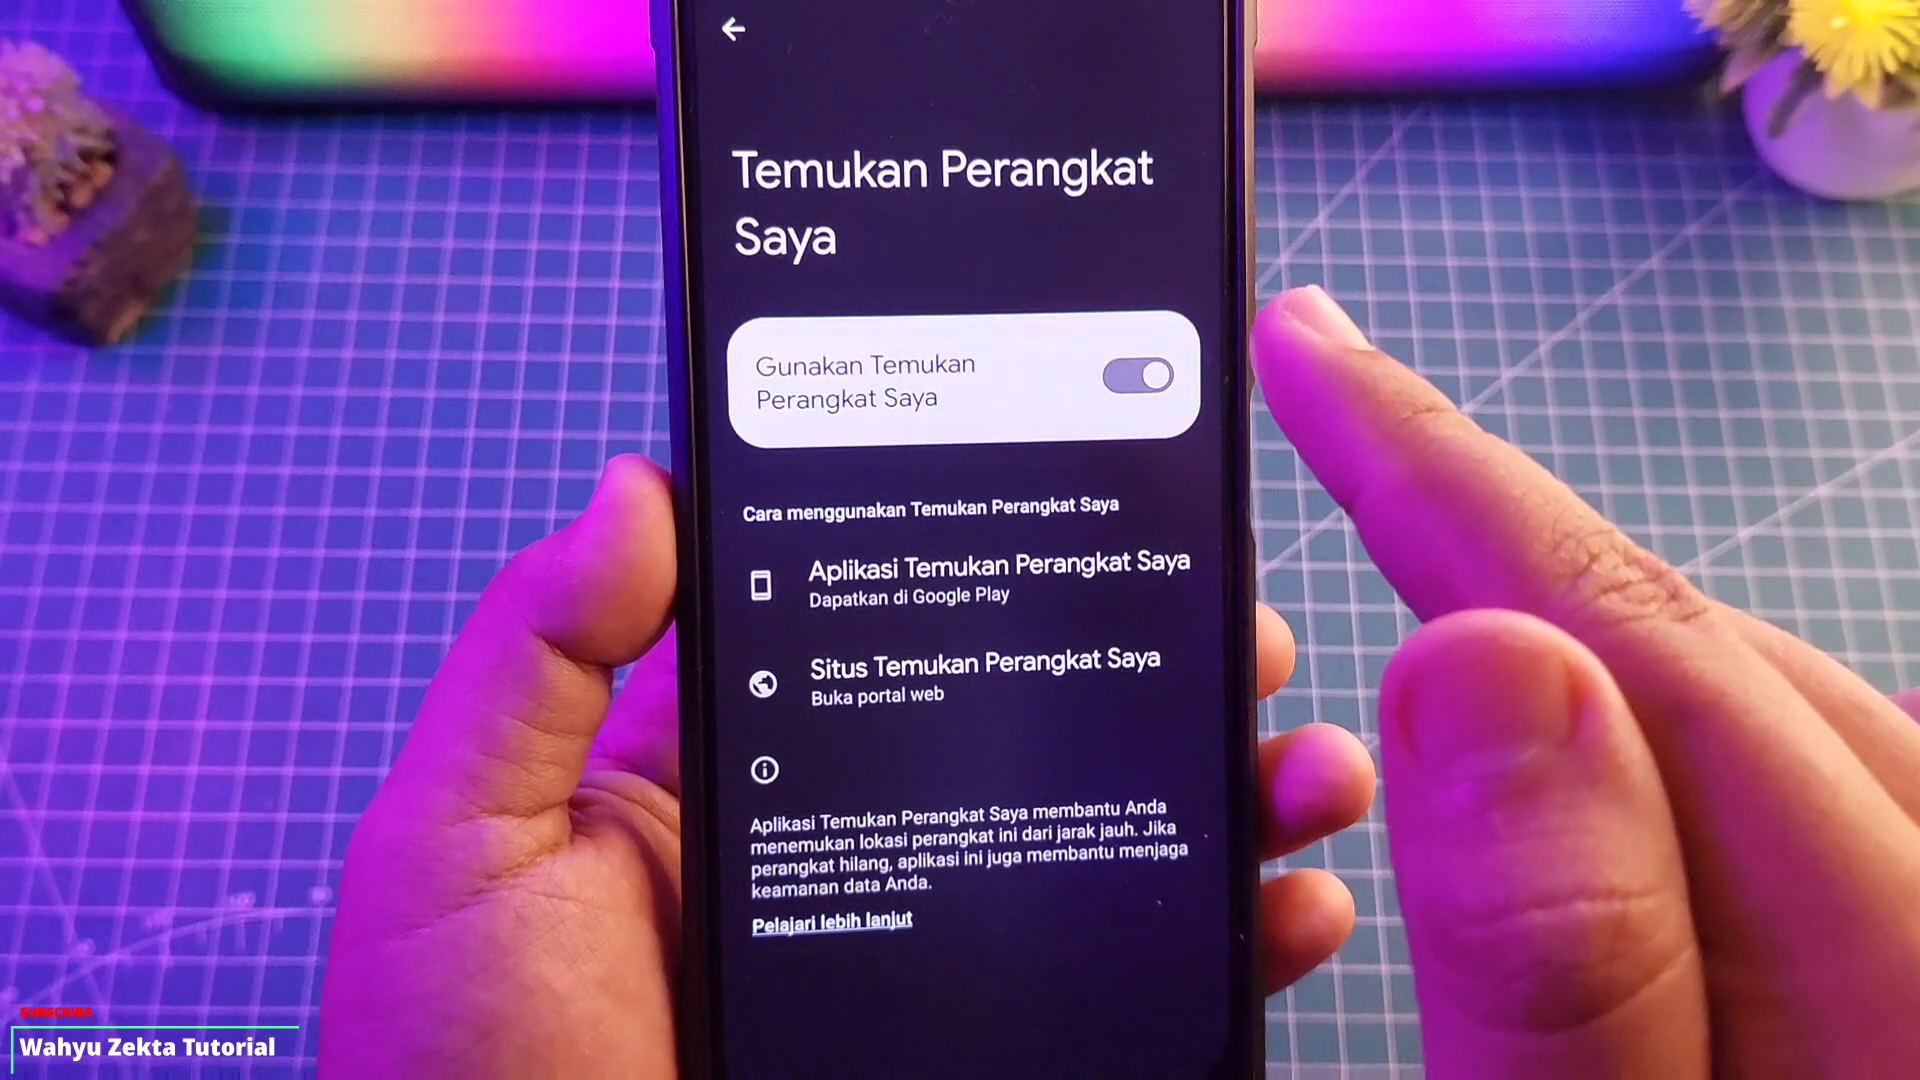 Temukan Perangkat
Saya
Gunakan Temukan
Perangkat Saya
Cara menggunakan Temukan Perangkat Saya
Aplikasi Temukan Perangkat Saya
Dapatkan di Google Play
Situs Temukan Perangkat Saya
Buka portal web
Aplikasi Temukan Perangkat Saya membantu Anda
menemukan lokasi perangkat ini dari jarak jauh. Jika
perangkat hilang, aplikasi ini juga membantu menjaga
keamanan data Anda.
Pelajari lebih lanjut
SUBSCRIBE
Wahyu Zekta Tutorial